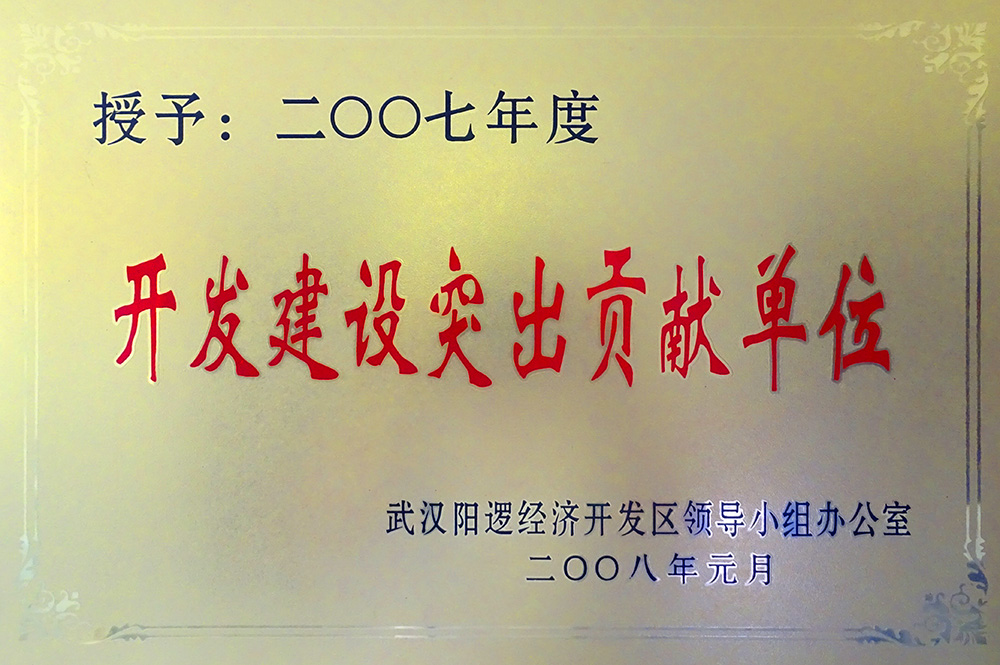 授予：二〇〇七年度
开发建设突出贡献单位
武汉阳逻经济开发区领导小组办公室
二〇〇八年元月